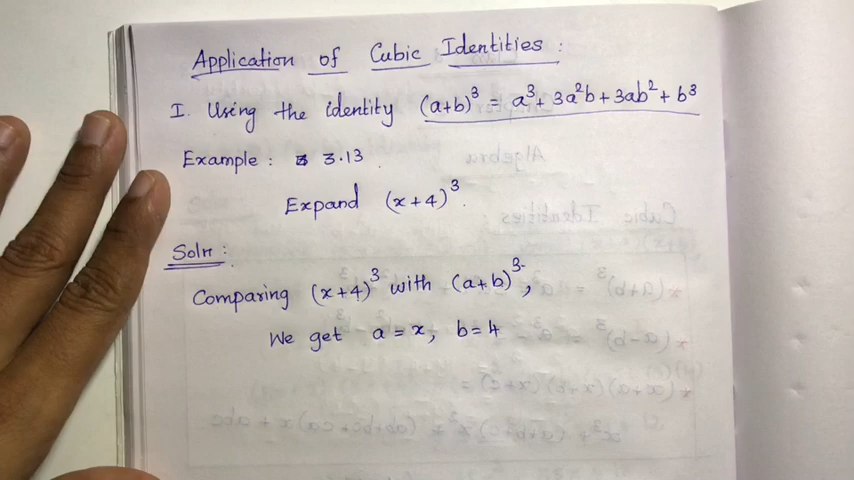 Application of Cubic Identities :
I. Using the identity (a+b)³ = a³ + 3a²b + 3ab² + b³
Example : 3.13
Expand (x+4)³.
Soln :
Comparing (x+4)³ with (a+b)³,
We get a = x, b = 4